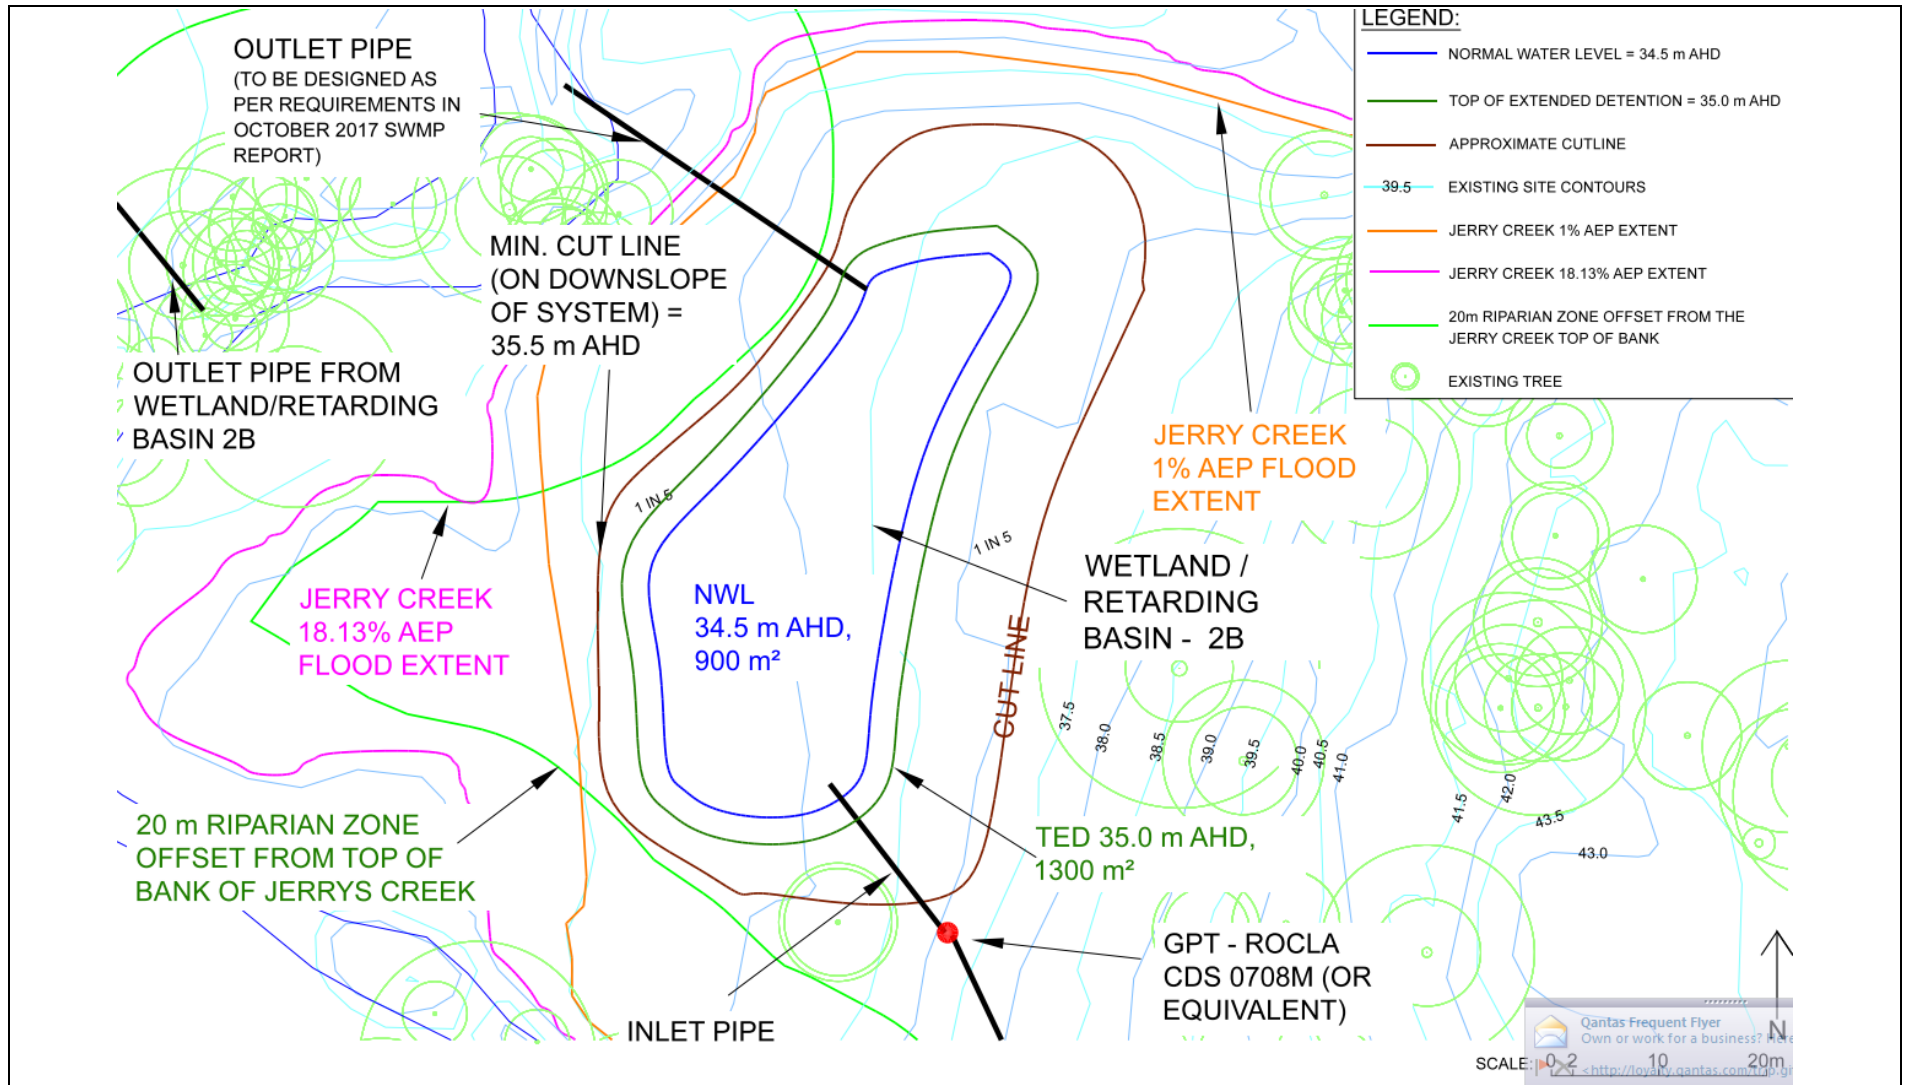 OUTLET PIPE
(TO BE DESIGNED AS
PER REQUIREMENTS IN
OCTOBER 2017 SWMP
REPORT)
MIN. CUT LINE
(ON DOWNSLOPE
OF SYSTEM) =
35.5 m AHD
OUTLET PIPE FROM
WETLAND/RETARDING
BASIN 2B
LEGEND:
NORMAL WATER LEVEL = 34.5 m AHD
TOP OF EXTENDED DETENTION = 35.0 m AHD
APPROXIMATE CUTLINE
39.5 EXISTING SITE CONTOURS
JERRY CREEK 1% AEP EXTENT
JERRY CREEK 18.13% AEP EXTENT
20m RIPARIAN ZONE OFFSET FROM THE
JERRY CREEK TOP OF BANK
EXISTING TREE
JERRY CREEK
1% AEP FLOOD
EXTENT
1 IN 5
1 IN 5
JERRY CREEK
18.13% AEP
FLOOD EXTENT
NWL
34.5 m AHD,
900 m²
WETLAND /
RETARDING
BASIN - 2B
CUT LINE
37.5
38.0
38.5
39.0
39.5
40.0
40.5
41.0
41.5
42.0
43.5
43.0
20 m RIPARIAN ZONE
OFFSET FROM TOP OF
BANK OF JERRYS CREEK
TED 35.0 m AHD,
1300 m²
GPT - ROCLA
CDS 0708M (OR
EQUIVALENT)
INLET PIPE
N
Qantas Frequent Flyer
Own or work for a business? Here
SCALE: 0 2 10 20m